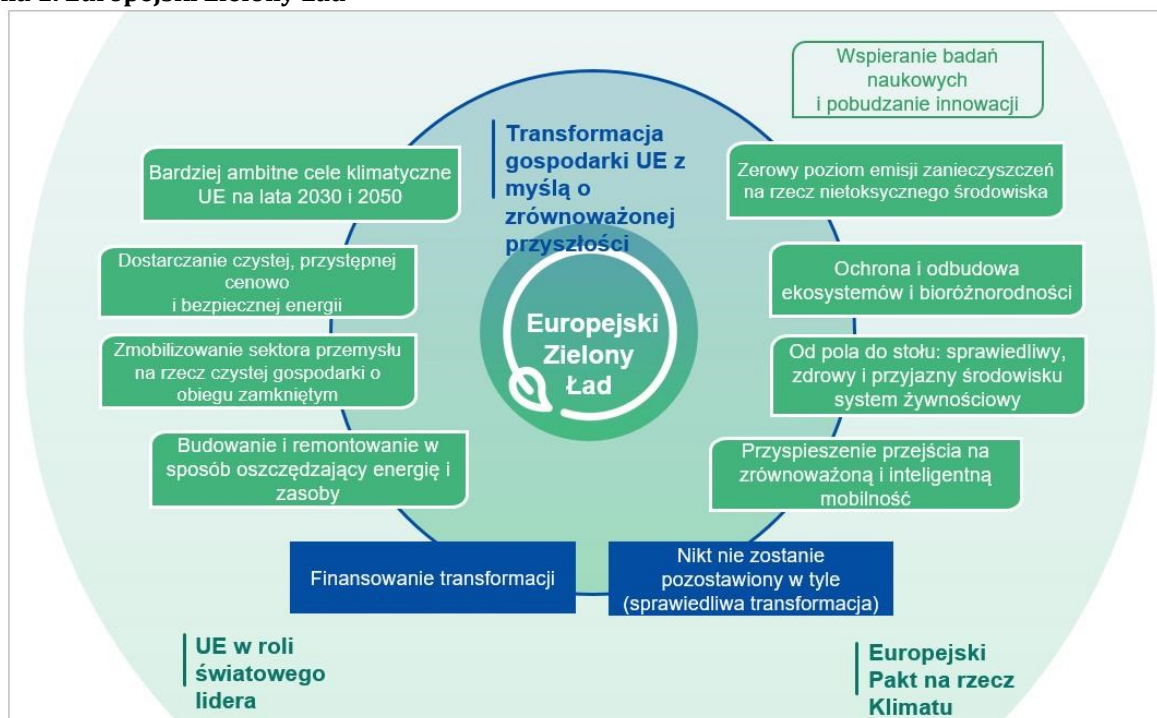 Europejski Zielony Ład
Wspieranie badań
naukowych
i pobudzanie innowacji
Transformacja
gospodarki UE z
myślą o
zrównoważonej
przyszłości
Bardziej ambitne cele klimatyczne
UE na lata 2030 i 2050
Zerowy poziom emisji zanieczyszczeń
na rzecz nietoksycznego środowiska
Dostarczanie czystej, przystępnej
cenowo
i bezpiecznej energii
Ochrona i odbudowa
ekosystemów i bioróżnorodności
Europejski
Zielony
Ład
Zmobilizowanie sektora przemysłu
na rzecz czystej gospodarki o
obiegu zamkniętym
Od pola do stołu: sprawiedliwy,
zdrowy i przyjazny środowisku
system żywnościowy
Budowanie i remontowanie w
sposób oszczędzający energię i
zasoby
Przyspieszenie przejścia na
zrównoważoną i inteligentną
mobilność
Finansowanie transformacji
Nikt nie zostanie
pozostawiony w tyle
(sprawiedliwa transformacja)
UE w roli
światowego
lidera
Europejski
Pakt na rzecz
Klimatu